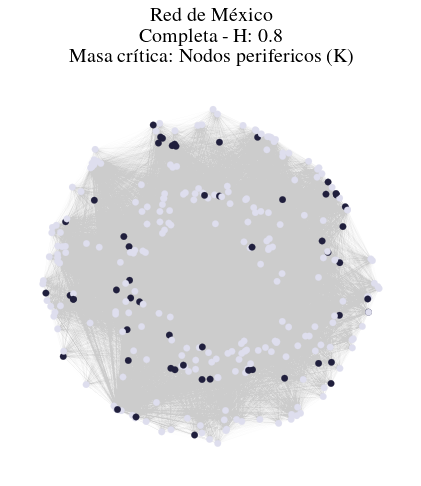 Red de México
Completa - H: 0.8
Masa crítica: Nodos perifericos (K)